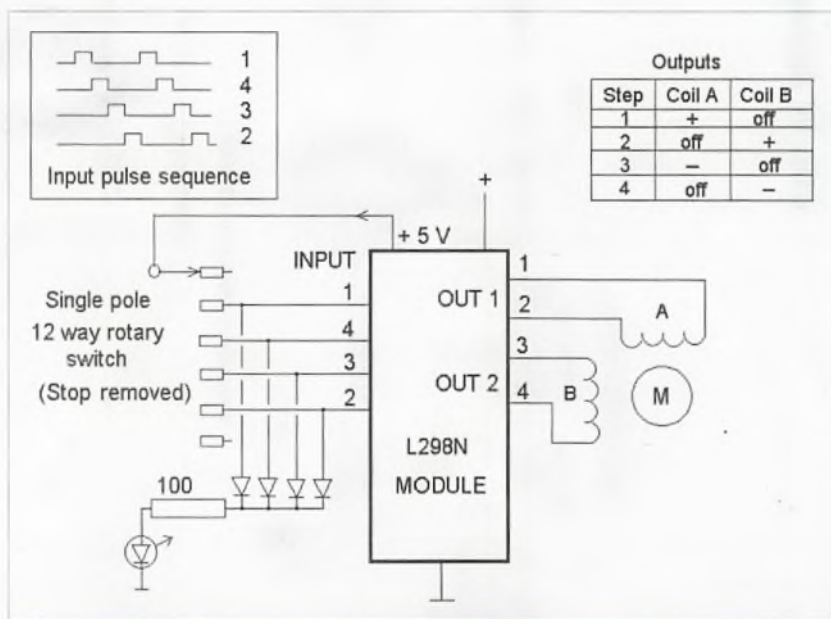 1
4
3
2
Input pulse sequence
Outputs
Step Coil A Coil B
1 + off
2 off +
3 – off
4 off –
+
+ 5 V
INPUT
1
4
3
2
Single pole
12 way rotary
switch
(Stop removed)
100
OUT 1
OUT 2
L298N
MODULE
1
2
3
4
A
B
M